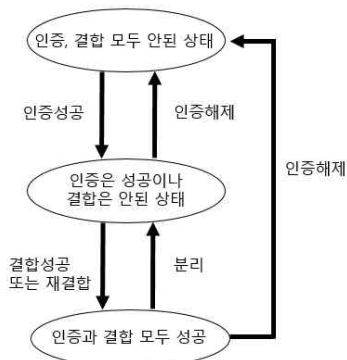 인증, 결합 모두 안된 상태
인증성공
인증해제
인증해제
인증은 성공이나
결합은 안된 상태
결합성공
또는 재결합
분리
인증과 결합 모두 성공